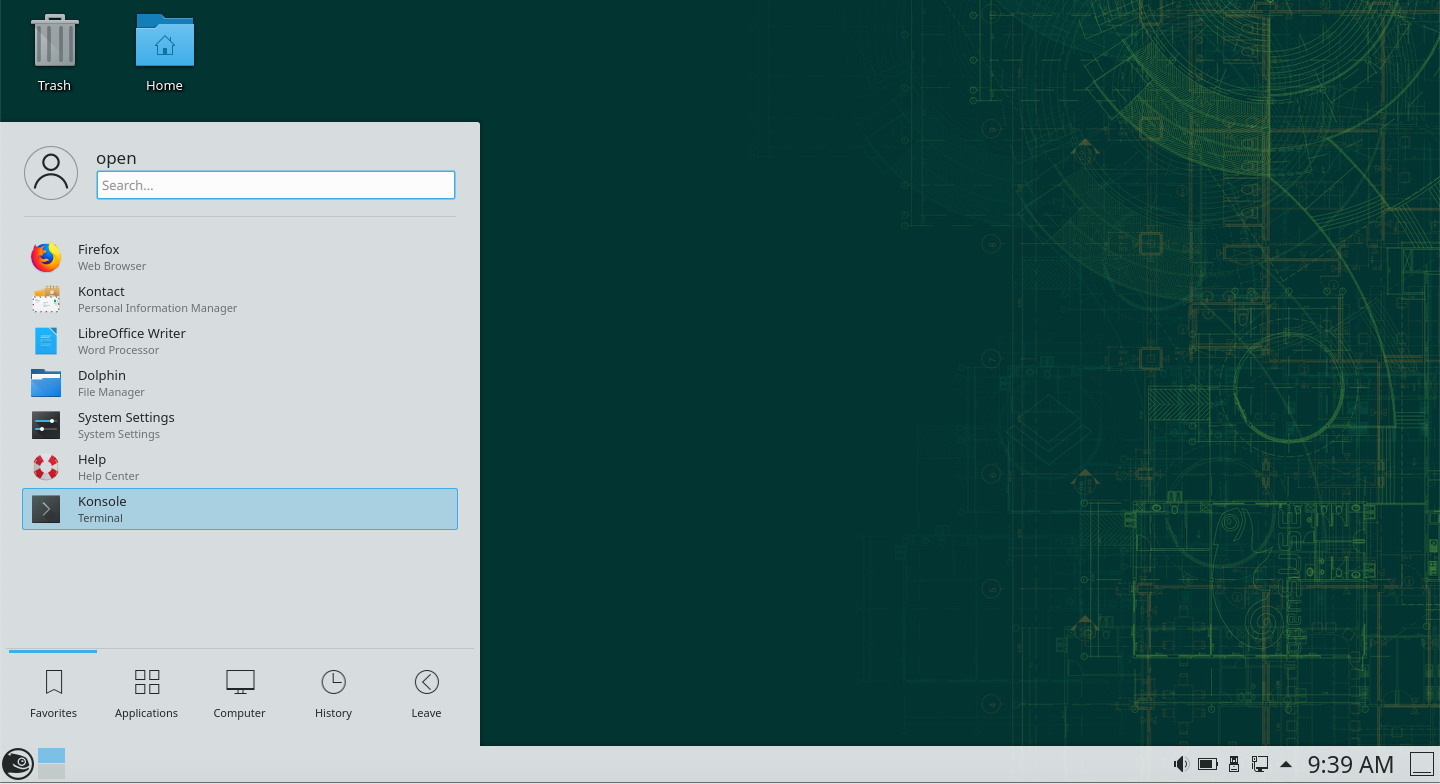 Trash
Home
open
Search...
Firefox
Web Browser
Kontact
Personal Information Manager
LibreOffice Writer
Word Processor
Dolphin
File Manager
System Settings
System Settings
Help
Help Center
Konsole
Terminal
Favorites
Applications
Computer
History
Leave
openSUSE
9:39 AM